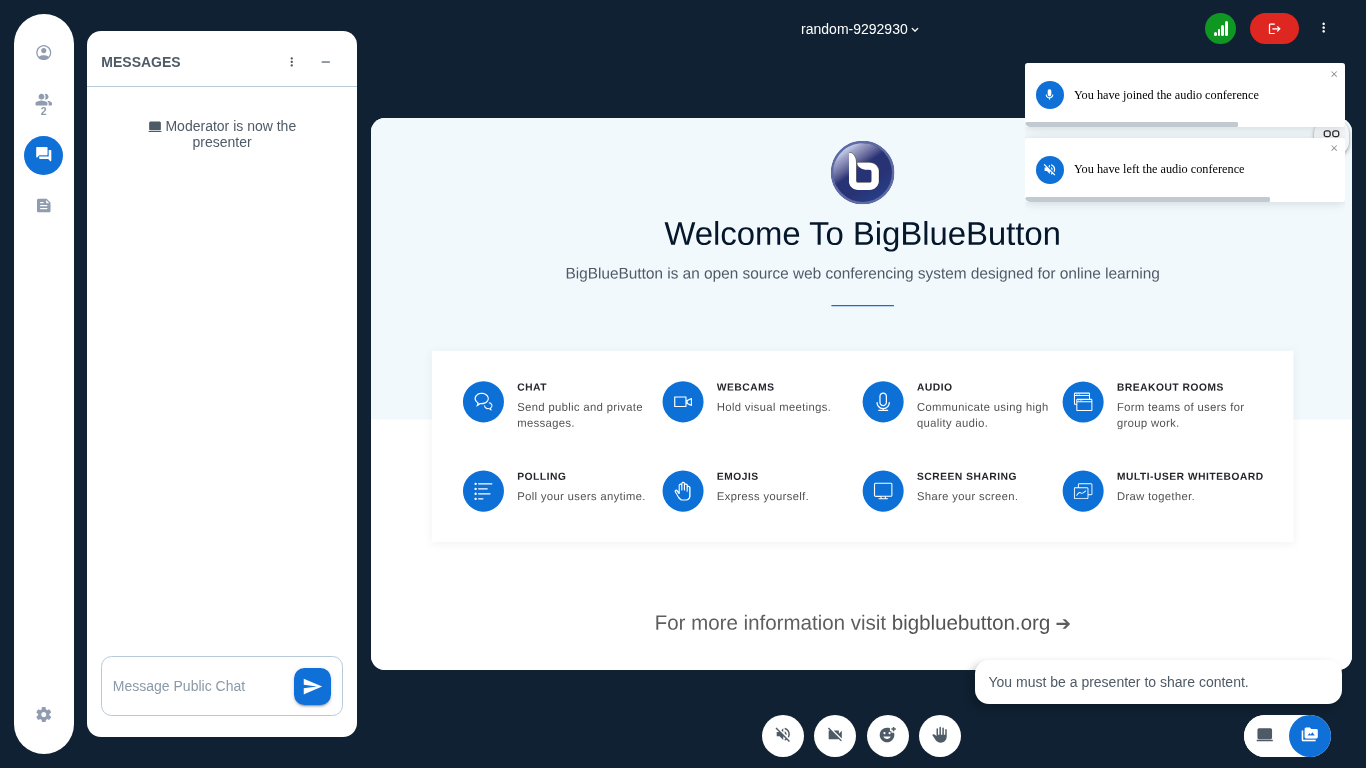 random-9292930
2
MESSAGES
Moderator is now the
presenter
Message Public Chat
You have joined the audio conference
You have left the audio conference
Welcome To BigBlueButton
BigBlueButton is an open source web conferencing system designed for online learning
CHAT
Send public and private
messages.
WEBCAMS
Hold visual meetings.
AUDIO
Communicate using high
quality audio.
BREAKOUT ROOMS
Form teams of users for
group work.
POLLING
Poll your users anytime.
EMOJIS
Express yourself.
SCREEN SHARING
Share your screen.
MULTI-USER WHITEBOARD
Draw together.
For more information visit bigbluebutton.org ➔
You must be a presenter to share content.